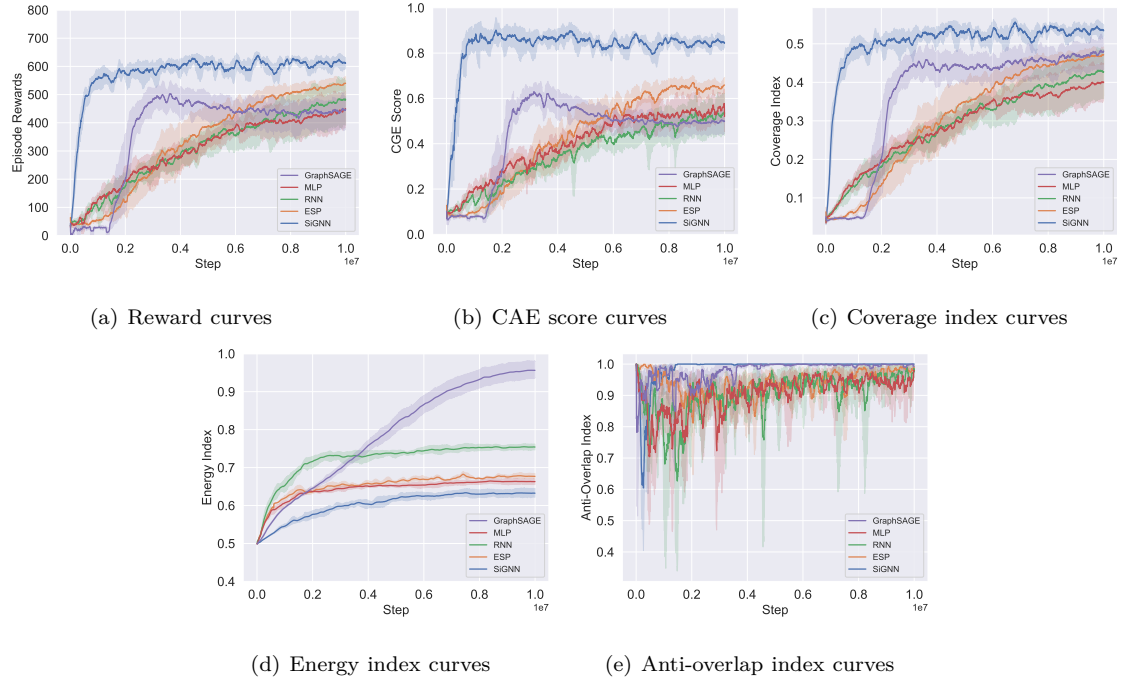 800
700
600
500
400
300
200
100
0
Episode Rewards
GraphSAGE
MLP
RNN
ESP
SiGNN
0.0 0.2 0.4 0.6 0.8 1.0
Step
1e7
1.0
0.8
0.6
0.4
0.2
0.0
CGE Score
GraphSAGE
MLP
RNN
ESP
SiGNN
0.0 0.2 0.4 0.6 0.8 1.0
Step
1e7
0.5
0.4
0.3
0.2
0.1
Coverage Index
GraphSAGE
MLP
RNN
ESP
SiGNN
0.0 0.2 0.4 0.6 0.8 1.0
Step
1e7
(a) Reward curves
(b) CAE score curves
(c) Coverage index curves
1.0
0.9
0.8
0.7
0.6
0.5
0.4
Energy Index
GraphSAGE
MLP
RNN
ESP
SiGNN
0.0 0.2 0.4 0.6 0.8 1.0
Step
1e7
1.0
0.9
0.8
0.7
0.6
0.5
0.4
Anti-Overlap Index
GraphSAGE
MLP
RNN
ESP
SiGNN
0.0 0.2 0.4 0.6 0.8 1.0
Step
1e7
(d) Energy index curves
(e) Anti-overlap index curves